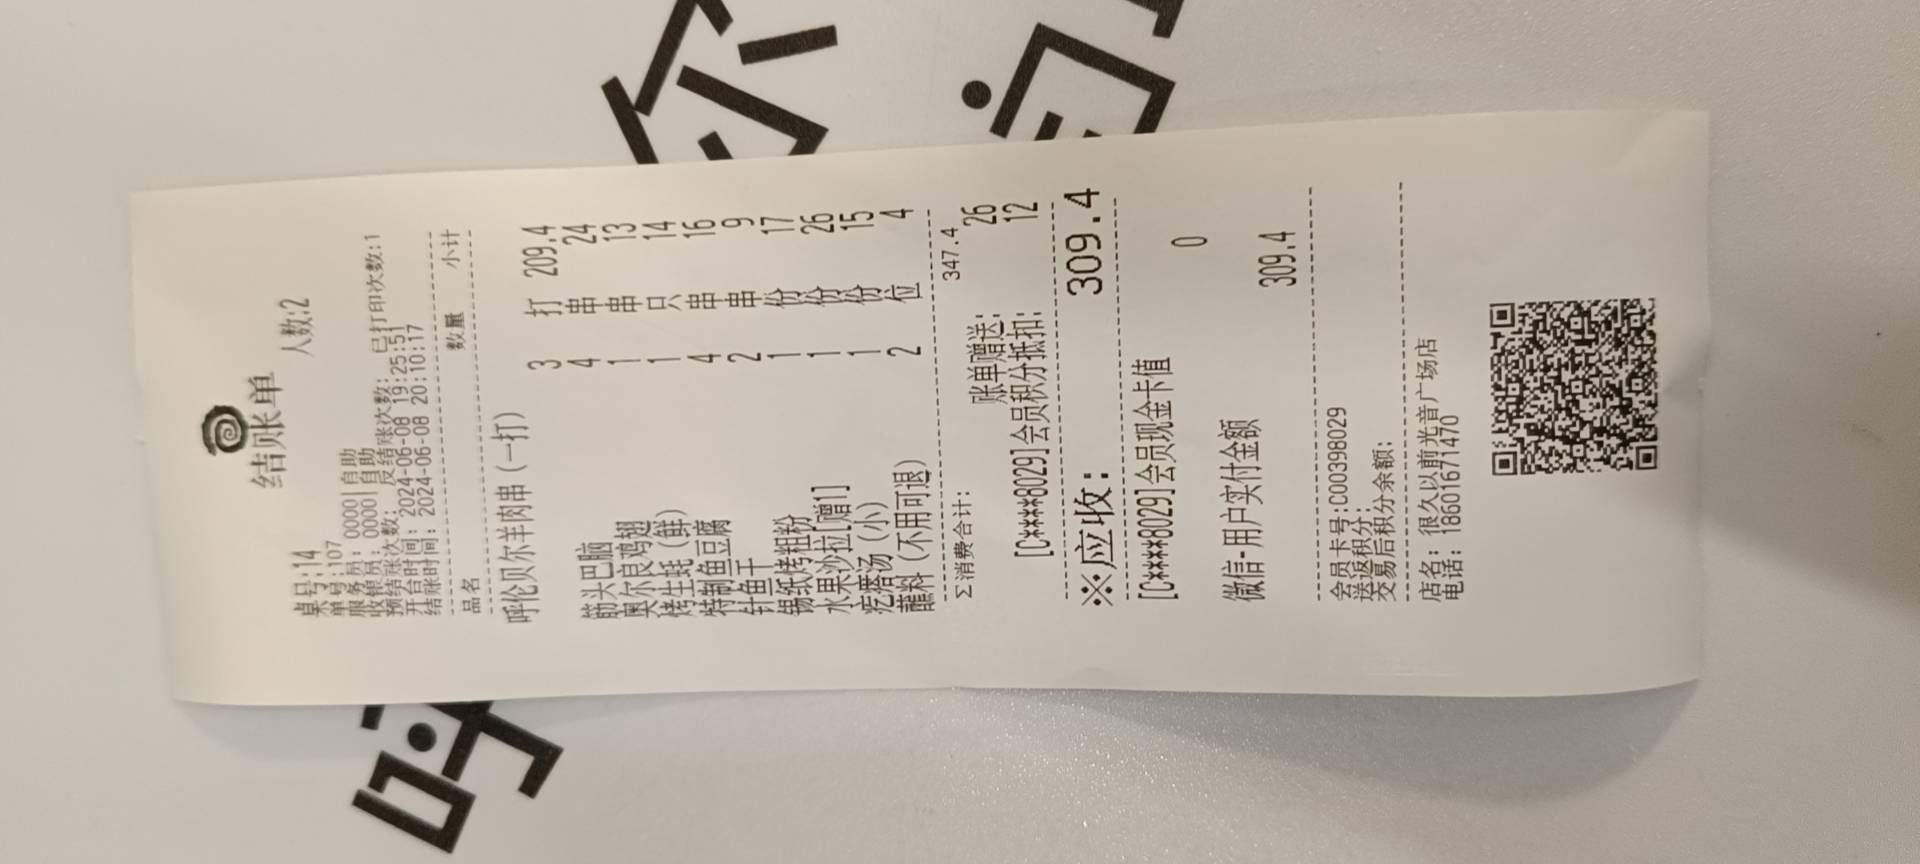 结账单
桌号:14 人数:2
单号:107
服务员: 0000|自助
收银员: 0000|自助
预结账次数: 反结账次数: 已打印次数:1
开台时间: 2024-06-08 19:25:51
结账时间: 2024-06-08 20:10:17
品名 数量 小计
呼伦贝尔羊肉串(一打)
3 打 209.4
筋头巴脑 4 串 24
奥尔良鸡翅 1 串 13
烤生蚝(鲜) 1 只 14
特制鱼豆腐 4 串 16
针鱼干 2 串 9
锡纸烤粗粉 1 份 17
水果沙拉[赠1] 1 份 26
疙瘩汤(小) 1 份 15
蘸料(不用可退) 2 位 4
Σ消费合计: 347.4
账单赠送: 26
[C****8029]会员积分抵扣: 12
※应收: 309.4
[C****8029]会员现金卡值
0
微信-用户实付金额
309.4
会员卡号:C00398029
送返积分:
交易后积分余额:
店名: 很久以前光音广场店
电话: 18601671470